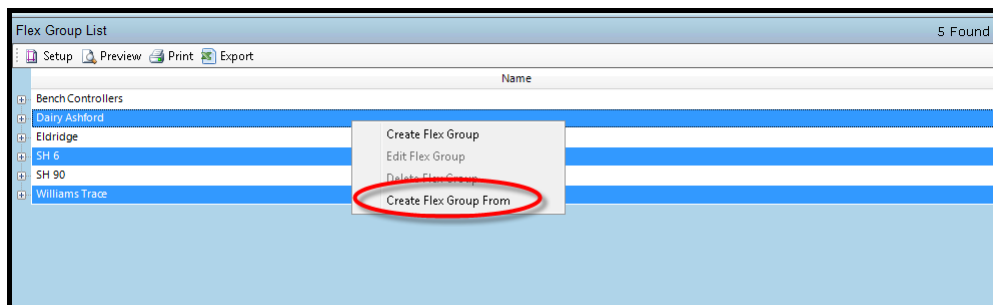 Flex Group List 5 Found
Setup Preview Print Export
Name
Bench Controllers
Dairy Ashford
Eldridge
SH 6
SH 90
Williams Trace
Create Flex Group
Edit Flex Group
Delete Flex Group
Create Flex Group From